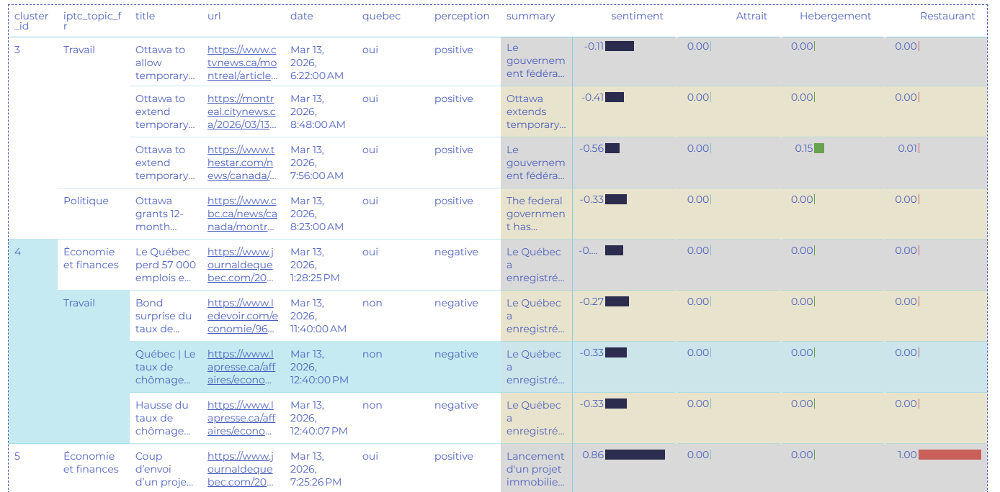 cluster_id iptc_topic_fr title url date quebec perception summary sentiment Attrait Hebergement Restaurant
3 Travail Ottawa to allow temporary... https://www.ctvnews.ca/montreal/article... Mar 13, 2026, 6:22:00 AM oui positive Le gouvernement fédéra... -0.11 0.00 0.00 0.00
Ottawa to extend temporary... https://montreal.citynews.ca/2026/03/13... Mar 13, 2026, 8:48:00 AM oui positive Ottawa extends temporary... -0.41 0.00 0.00 0.00
Ottawa to extend temporary... https://www.thestar.com/news/canada/... Mar 13, 2026, 7:56:00 AM oui positive Le gouvernement fédéra... -0.56 0.00 0.15 0.01
Politique Ottawa grants 12-month... https://www.cbc.ca/news/canada/montr... Mar 13, 2026, 8:23:00 AM oui positive The federal government has... -0.33 0.00 0.00 0.00
4 Économie et finances Le Québec perd 57 000 emplois e... https://www.journaldequebec.com/20... Mar 13, 2026, 1:28:25 PM oui negative Le Québec a enregistré... -0.... 0.00 0.00 0.00
Travail Bond surprise du taux de... https://www.ledevoir.com/economie/96... Mar 13, 2026, 11:40:00 AM non negative Le Québec a enregistré... -0.27 0.00 0.00 0.00
Québec | Le taux de chômage... https://www.lapresse.ca/affaires/econo... Mar 13, 2026, 12:40:00 PM non negative Le Québec a enregistré... -0.33 0.00 0.00 0.00
Hausse du taux de chômage... https://www.lapresse.ca/affaires/econo... Mar 13, 2026, 12:40:07 PM non negative Le Québec a enregistré... -0.33 0.00 0.00 0.00
5 Économie et finances Coup d’envoi d’un proje... https://www.journaldequebec.com/20... Mar 13, 2026, 7:25:26 PM oui positive Lancement d'un projet immobilie... 0.86 0.00 0.00 1.00